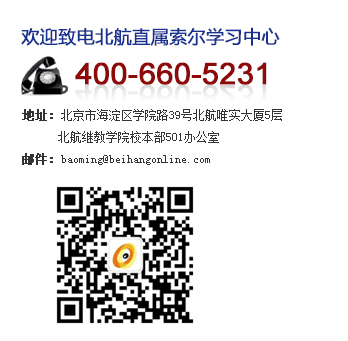 欢迎致电北航直属索尔学习中心
400-660-5231
地址：北京市海淀区学院路39号北航唯实大厦5层
北航继教学院校本部501办公室
邮件：baoming@beihangonline.com